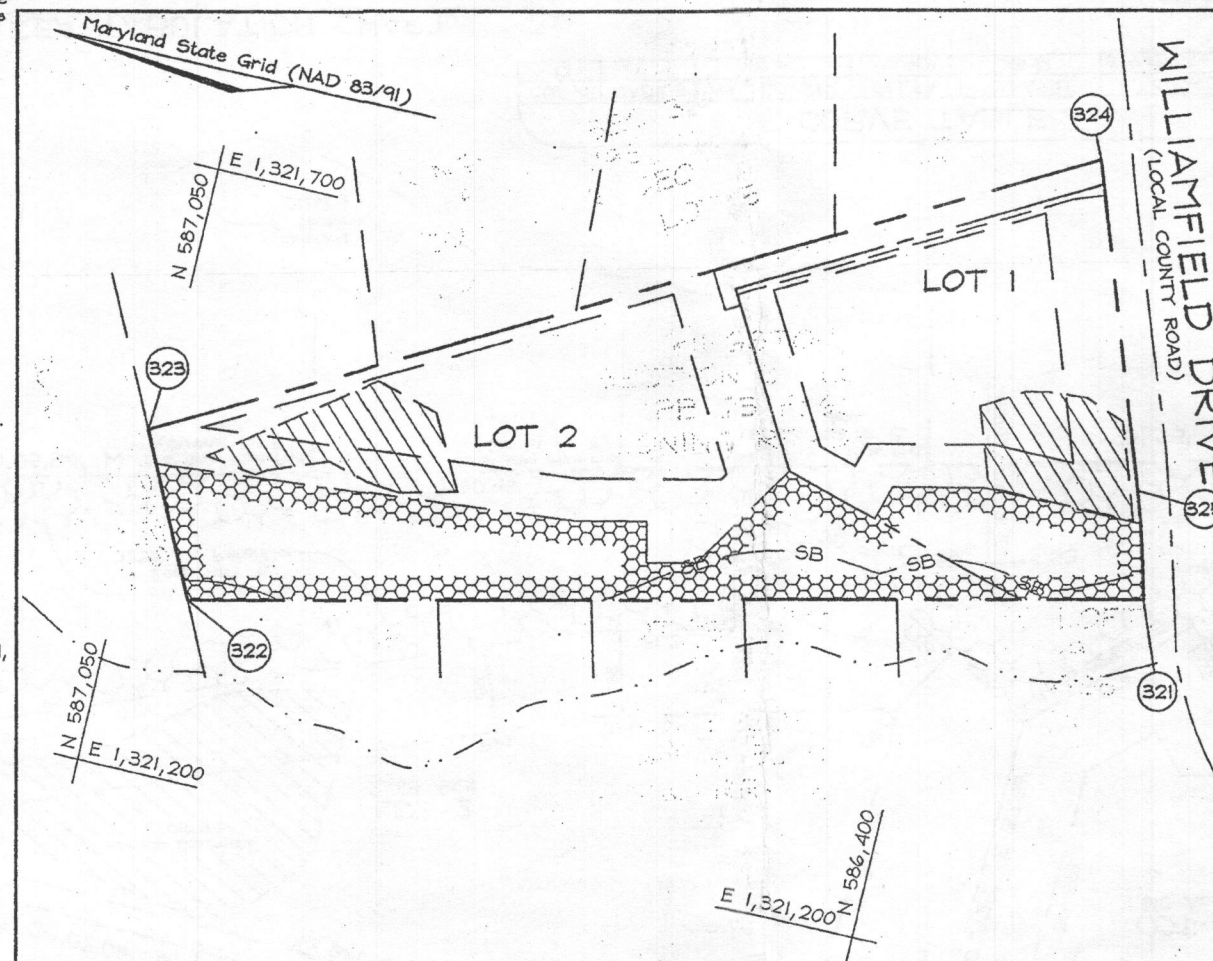 Maryland State Grid (NAD 83/91)
WILLIAMFIELD DRIVE
(LOCAL COUNTY ROAD)
324
E 1,321,700
N 587,050
LOT 1
323
LOT 2
325
SB
SB
SB
SB
322
321
N 587,050
E 1,321,200
N 586,400
E 1,321,200